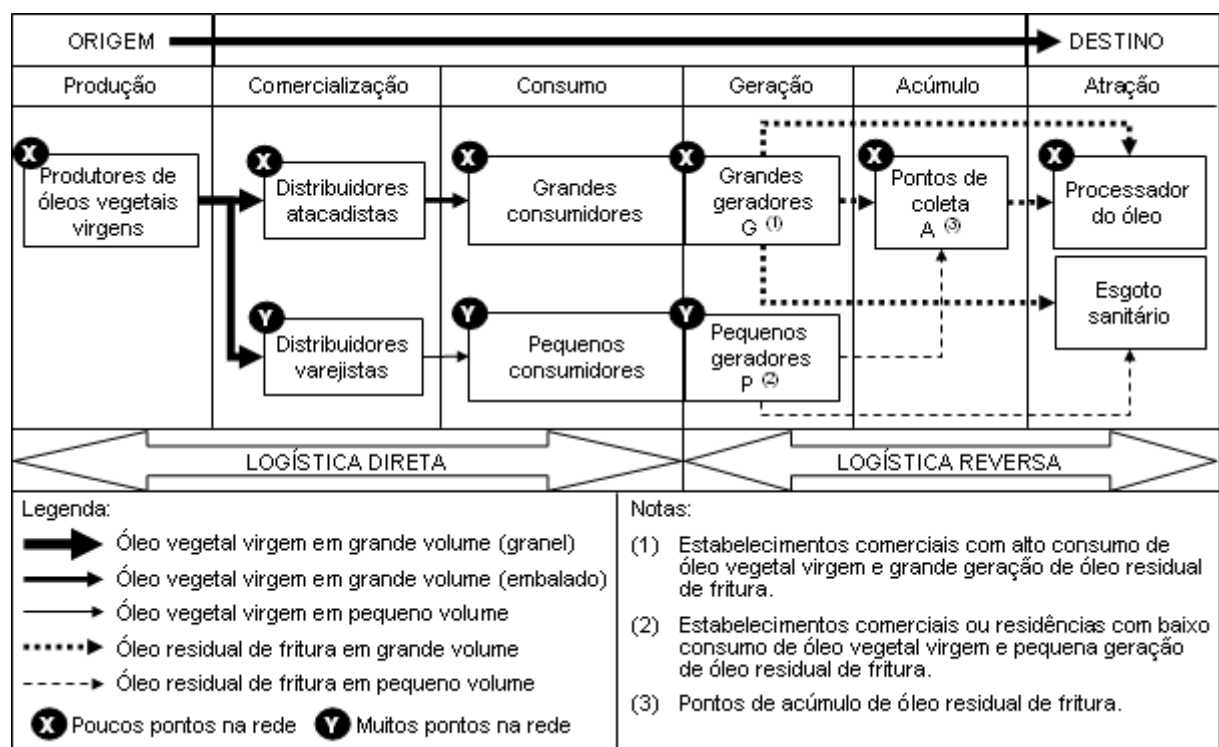 ORIGEM
DESTINO
Produção
Comercialização
Consumo
Geração
Acúmulo
Atração
X
Produtores de
óleos vegetais
virgens
X
Distribuidores
atacadistas
X
Grandes
consumidores
X
Grandes
geradores
G (1)
X
Pontos de
coleta
A (3)
X
Processador
do óleo
Esgoto
sanitário
Y
Distribuidores
varejistas
Y
Pequenos
consumidores
Y
Pequenos
geradores
P (2)
LOGÍSTICA DIRETA
LOGÍSTICA REVERSA
Legenda:
Óleo vegetal virgem em grande volume (granel)
Óleo vegetal virgem em grande volume (embalado)
Óleo vegetal virgem em pequeno volume
Óleo residual de fritura em grande volume
Óleo residual de fritura em pequeno volume
X Poucos pontos na rede Y Muitos pontos na rede
Notas:
(1) Estabelecimentos comerciais com alto consumo de
óleo vegetal virgem e grande geração de óleo residual
de fritura.
(2) Estabelecimentos comerciais ou residências com baixo
consumo de óleo vegetal virgem e pequena geração
de óleo residual de fritura.
(3) Pontos de acúmulo de óleo residual de fritura.